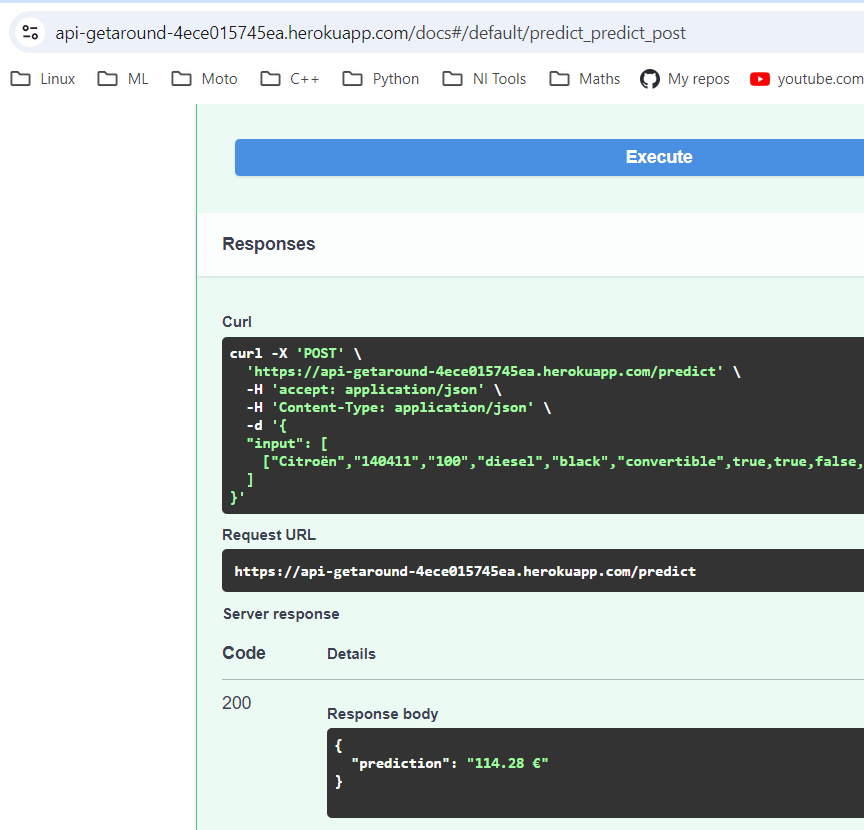 api-getaround-4ece015745ea.herokuapp.com/docs#/default/predict_predict_post
Linux ML Moto C++ Python NI Tools Maths My repos youtube.com
Execute
Responses
Curl
curl -X 'POST' \
'https://api-getaround-4ece015745ea.herokuapp.com/predict' \
-H 'accept: application/json' \
-H 'Content-Type: application/json' \
-d '{
"input": [
["Citroën","140411","100","diesel","black","convertible",true,true,false,
]
}'
Request URL
https://api-getaround-4ece015745ea.herokuapp.com/predict
Server response
Code Details
200
Response body
{
"prediction": "114.28 €"
}